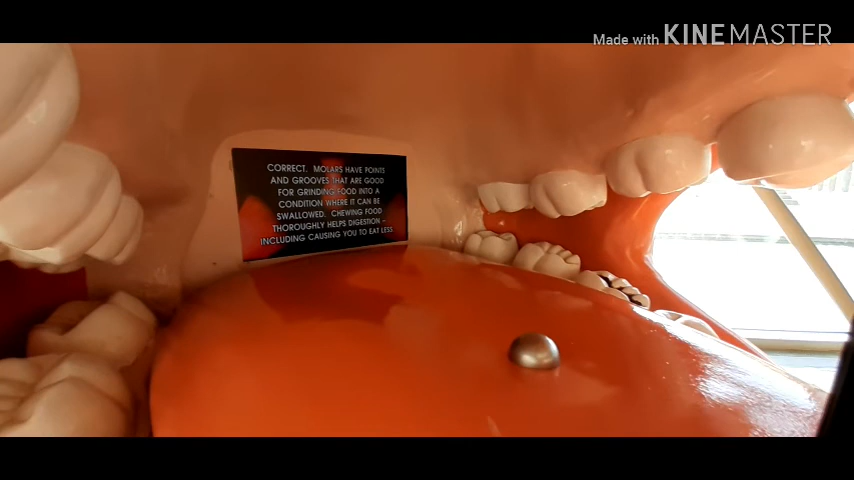 Made with KINEMASTER
CORRECT. MOLARS HAVE POINTS
AND GROOVES THAT ARE GOOD
FOR GRINDING FOOD INTO A
CONDITION WHERE IT CAN BE
SWALLOWED. CHEWING FOOD
THOROUGHLY HELPS DIGESTION –
INCLUDING CAUSING YOU TO EAT LESS.